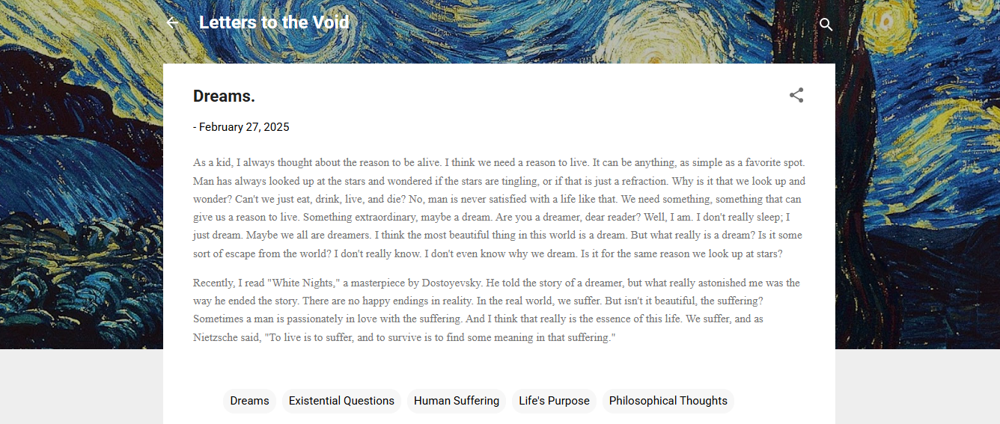 Letters to the Void
Dreams.
- February 27, 2025
As a kid, I always thought about the reason to be alive. I think we need a reason to live. It can be anything, as simple as a favorite spot.
Man has always looked up at the stars and wondered if the stars are tingling, or if that is just a refraction. Why is it that we look up and
wonder? Can't we just eat, drink, live, and die? No, man is never satisfied with a life like that. We need something, something that can
give us a reason to live. Something extraordinary, maybe a dream. Are you a dreamer, dear reader? Well, I am. I don't really sleep; I
just dream. Maybe we all are dreamers. I think the most beautiful thing in this world is a dream. But what really is a dream? Is it some
sort of escape from the world? I don't really know. I don't even know why we dream. Is it for the same reason we look up at stars?
Recently, I read "White Nights," a masterpiece by Dostoyevsky. He told the story of a dreamer, but what really astonished me was the
way he ended the story. There are no happy endings in reality. In the real world, we suffer. But isn't it beautiful, the suffering?
Sometimes a man is passionately in love with the suffering. And I think that really is the essence of this life. We suffer, and as
Nietzsche said, "To live is to suffer, and to survive is to find some meaning in that suffering."
Dreams Existential Questions Human Suffering Life's Purpose Philosophical Thoughts